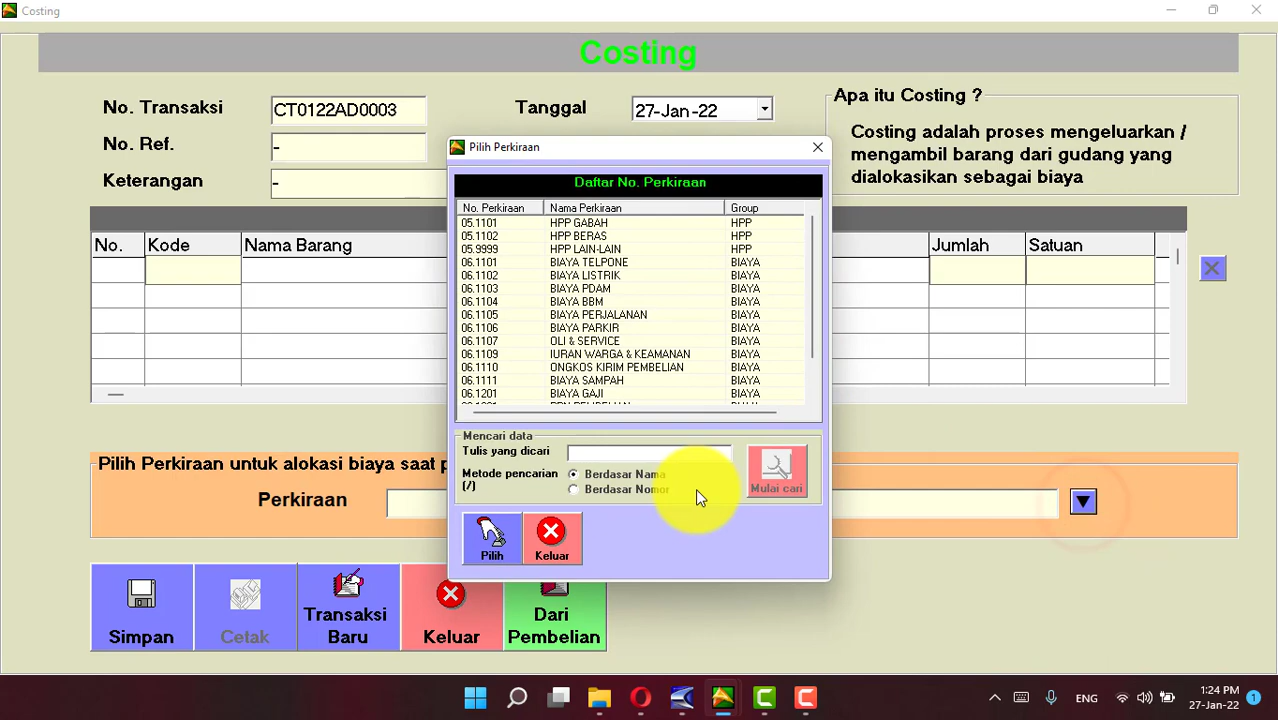 Costing
Costing
No. Transaksi CT0122AD0003 Tanggal 27-Jan-22
No. Ref. -
Keterangan -
Apa itu Costing ?
Costing adalah proses mengeluarkan /
mengambil barang dari gudang yang
dialokasikan sebagai biaya
No. Kode Nama Barang Jumlah Satuan
Pilih Perkiraan
Daftar No. Perkiraan
No. Perkiraan Nama Perkiraan Group
05.1101 HPP GABAH HPP
05.1102 HPP BERAS HPP
05.9999 HPP LAIN-LAIN HPP
06.1101 BIAYA TELPONE BIAYA
06.1102 BIAYA LISTRIK BIAYA
06.1103 BIAYA PDAM BIAYA
06.1104 BIAYA BBM BIAYA
06.1105 BIAYA PERJALANAN BIAYA
06.1106 BIAYA PARKIR BIAYA
06.1107 OLI & SERVICE BIAYA
06.1109 IURAN WARGA & KEAMANAN BIAYA
06.1110 ONGKOS KIRIM PEMBELIAN BIAYA
06.1111 BIAYA SAMPAH BIAYA
06.1201 BIAYA GAJI BIAYA
Mencari data
Tulis yang dicari
Metode pencarian Berdasar Nama
(/) Berdasar Nomor
Mulai cari
Pilih Keluar
Pilih Perkiraan untuk alokasi biaya saat
Perkiraan
Simpan
Cetak
Transaksi
Baru
Keluar
Dari
Pembelian
ENG
1:24 PM
27-Jan-22
1